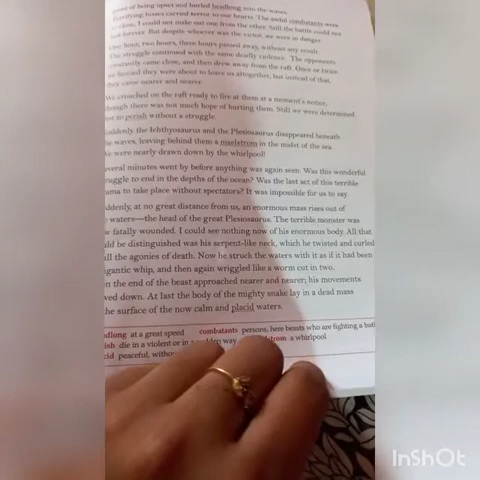 of being upset and hurled headlong into the waves.
hisses carried terror to our hearts. The awful combatants were
I could not make out one from the other. Still the battle could not
forever. But despite whoever was the victor, we were in danger.
One hour, two hours, three hours passed away, without any result.
The struggle continued with the same deadly violence. The opponents
constantly came close, and then drew away from the raft. Once or twice
we fancied they were about to leave us altogether, but instead of that,
they came nearer and nearer.
We crouched on the raft ready to fire at them at a moment's notice,
though there was not much hope of hurting them. Still we were determined
not to perish without a struggle.
Suddenly the Ichthyosaurus and the Plesiosaurus disappeared beneath
the waves, leaving behind them a maelstrom in the midst of the sea.
We were nearly drawn down by the whirlpool!
several minutes went by before anything was again seen. Was this wonderful
struggle to end in the depths of the ocean? Was the last act of this terrible
drama to take place without spectators? It was impossible for us to say.
Suddenly, at no great distance from us, an enormous mass rises out of
waters—the head of the great Plesiosaurus. The terrible monster was
fatally wounded. I could see nothing now of his enormous body. All that
could be distinguished was his serpent-like neck, which he twisted and curled
all the agonies of death. Now he struck the waters with it as if it had been
gigantic whip, and then again wriggled like a worm cut in two.
the end of the beast approached nearer and nearer; his movements
At last the body of the mighty snake lay in a dead mass
the surface of the now calm and placid waters.
headlong at a great speed combatants persons, here beasts who are fighting a
perish die in a violent or in a sudden way maelstrom a whirlpool
placid peaceful,
InShOt